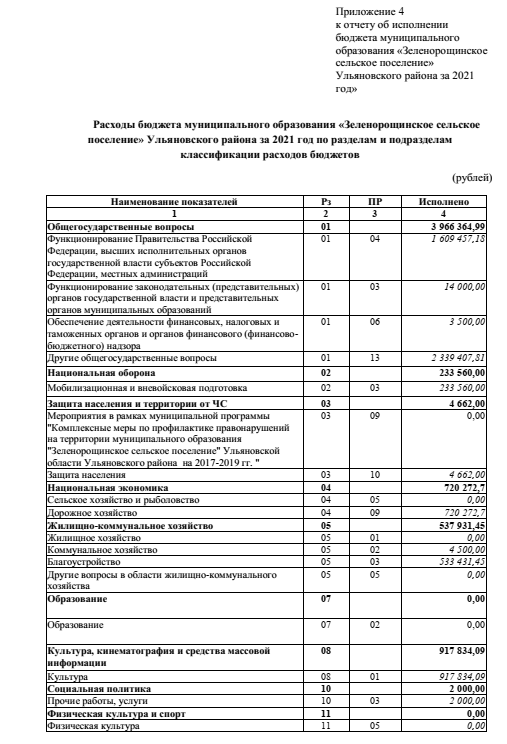 Приложение 4
к отчету об исполнении
бюджета муниципального
образования «Зеленорощинское
сельское поселение»
Ульяновского района за 2021
год»
Расходы бюджета муниципального образования «Зеленорощинское сельское
поселение» Ульяновского района за 2021 год по разделам и подразделам
классификации расходов бюджетов
(рублей)
Наименование показателей Рз ПР Исполнено
1 2 3 4
Общегосударственные вопросы 01 3 966 364,99
Функционирование Правительства Российской 01 04 1 609 457,18
Федерации, высших исполнительных органов
государственной власти субъектов Российской
Федерации, местных администраций
Функционирование законодательных (представительных) 01 03 14 000,00
органов государственной власти и представительных
органов муниципальных образований
Обеспечение деятельности финансовых, налоговых и 01 06 3 500,00
таможенных органов и органов финансового (финансово-
бюджетного) надзора
Другие общегосударственные вопросы 01 13 2 339 407,81
Национальная оборона 02 233 560,00
Мобилизационная и вневойсковая подготовка 02 03 233 560,00
Защита населения и территории от ЧС 03 4 662,00
Мероприятия в рамках муниципальной программы 03 09 0,00
"Комплексные меры по профилактике правонарушений
на территории муниципального образования
"Зеленорощинское сельское поселение" Ульяновской
области Ульяновского района на 2017-2019 гг. "
Защита населения 03 10 4 662,00
Национальная экономика 04 720 272,7
Сельское хозяйство и рыболовство 04 05 0,00
Дорожное хозяйство 04 09 720 272,7
Жилищно-коммунальное хозяйство 05 537 931,45
Жилищное хозяйство 05 01 0,00
Коммунальное хозяйство 05 02 4 500,00
Благоустройство 05 03 533 431,45
Другие вопросы в области жилищно-коммунального 05 05 0,00
хозяйства
Образование 07 0,00
Образование 07 02 0,00
Культура, кинематография и средства массовой 08 917 834,09
информации
Культура 08 01 917 834,09
Социальная политика 10 2 000,00
Прочие работы, услуги 10 03 2 000,00
Физическая культура и спорт 11 0,00
Физическая культура 11 05 0,00